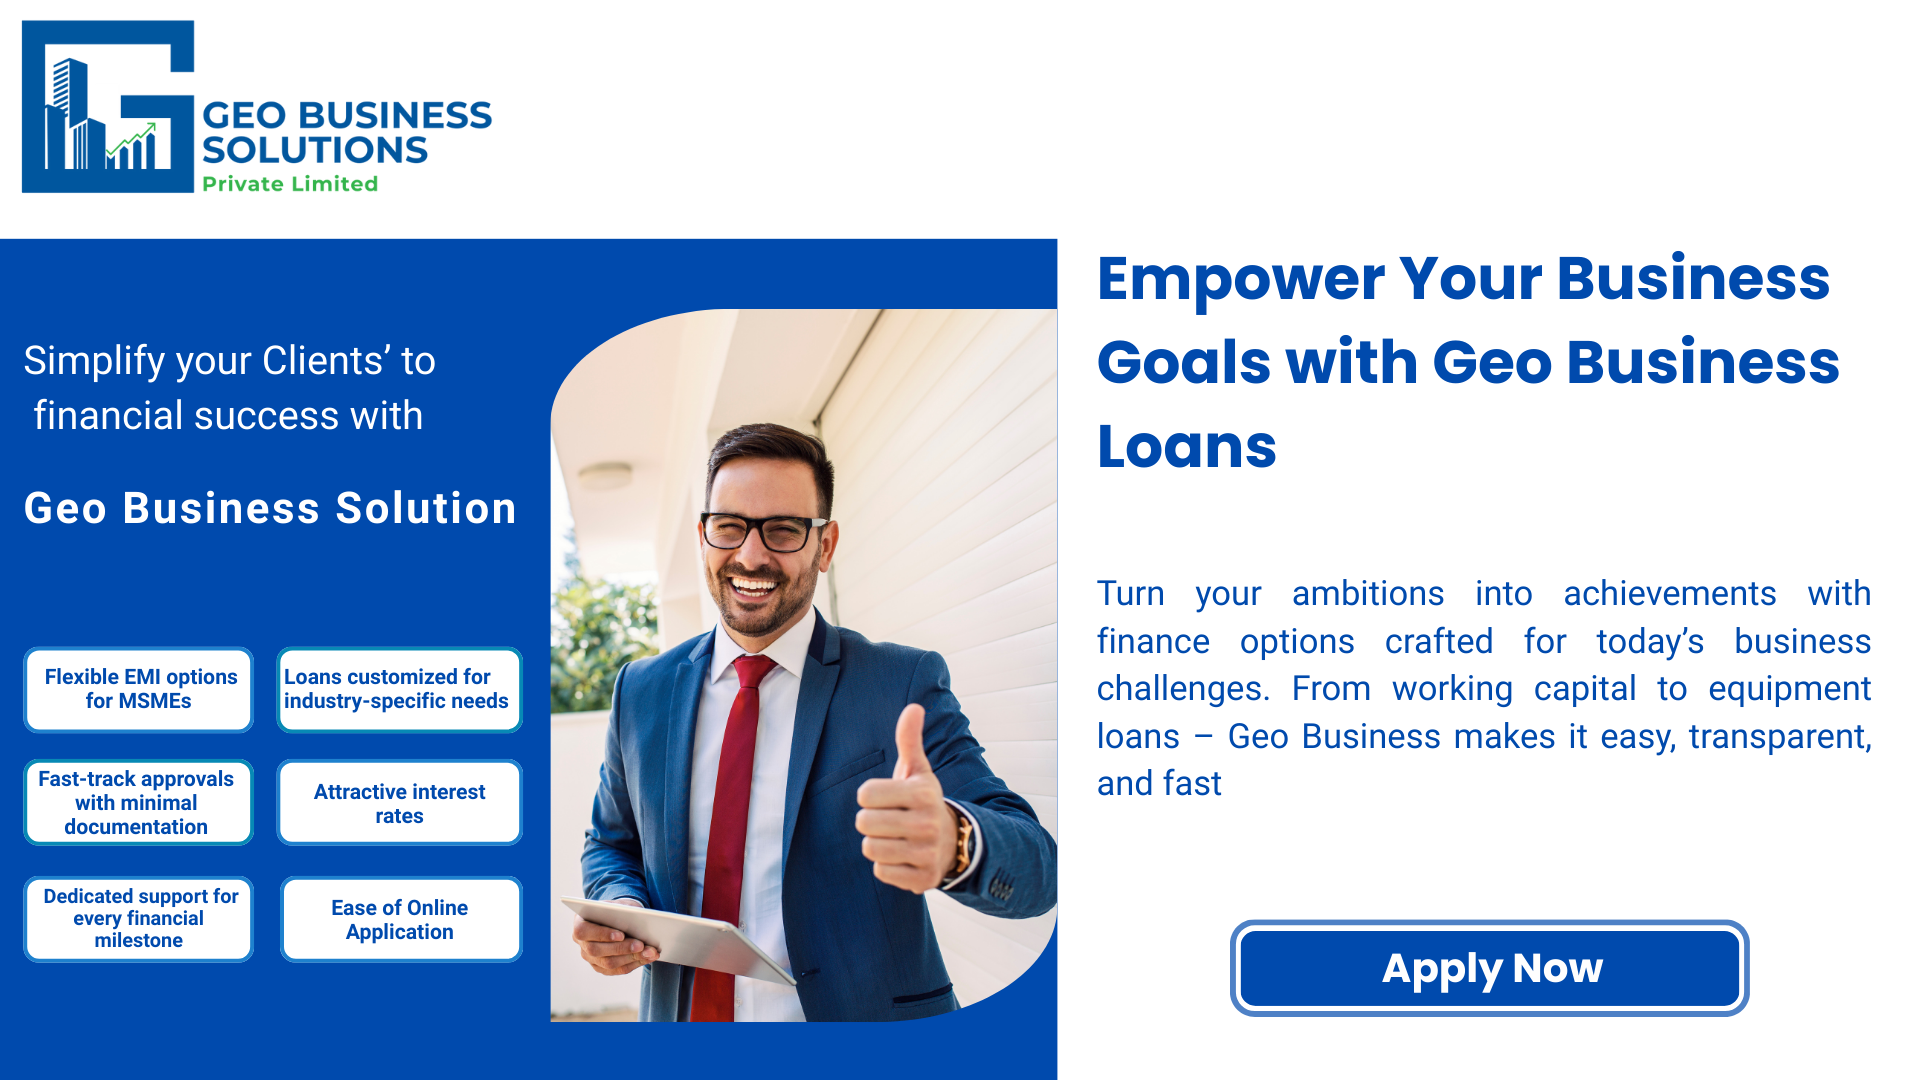 GEO BUSINESS
SOLUTIONS
Private Limited
Simplify your Clients’ to
financial success with
Geo Business Solution
Flexible EMI options
for MSMEs
Loans customized for
industry-specific needs
Fast-track approvals
with minimal
documentation
Attractive interest
rates
Dedicated support for
every financial
milestone
Ease of Online
Application
Empower Your Business
Goals with Geo Business
Loans
Turn your ambitions into achievements with
finance options crafted for today’s business
challenges. From working capital to equipment
loans – Geo Business makes it easy, transparent,
and fast
Apply Now